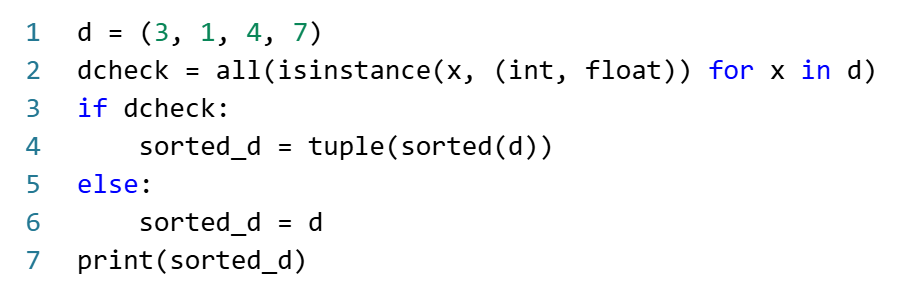 1 d = (3, 1, 4, 7)
2 dcheck = all(isinstance(x, (int, float)) for x in d)
3 if dcheck:
4     sorted_d = tuple(sorted(d))
5 else:
6     sorted_d = d
7 print(sorted_d)